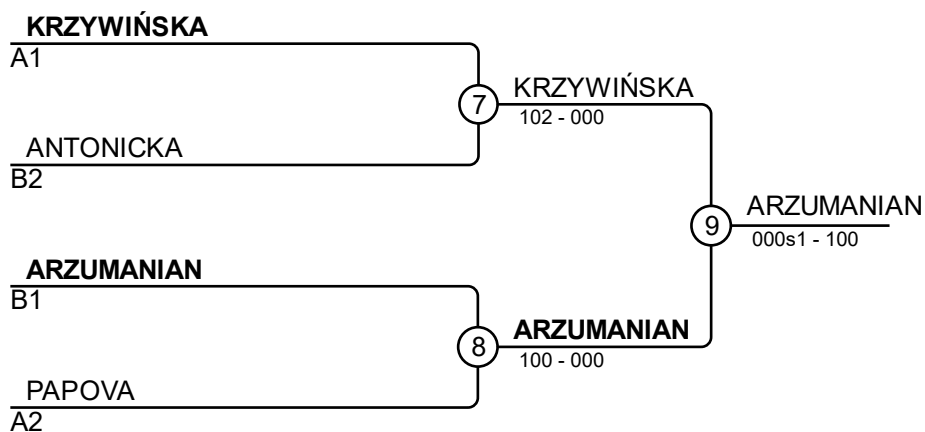 KRZYWIŃSKA
A1
7
KRZYWIŃSKA
102 - 000
ANTONICKA
B2
9
ARZUMANIAN
000s1 - 100
ARZUMANIAN
B1
8
ARZUMANIAN
100 - 000
PAPOVA
A2